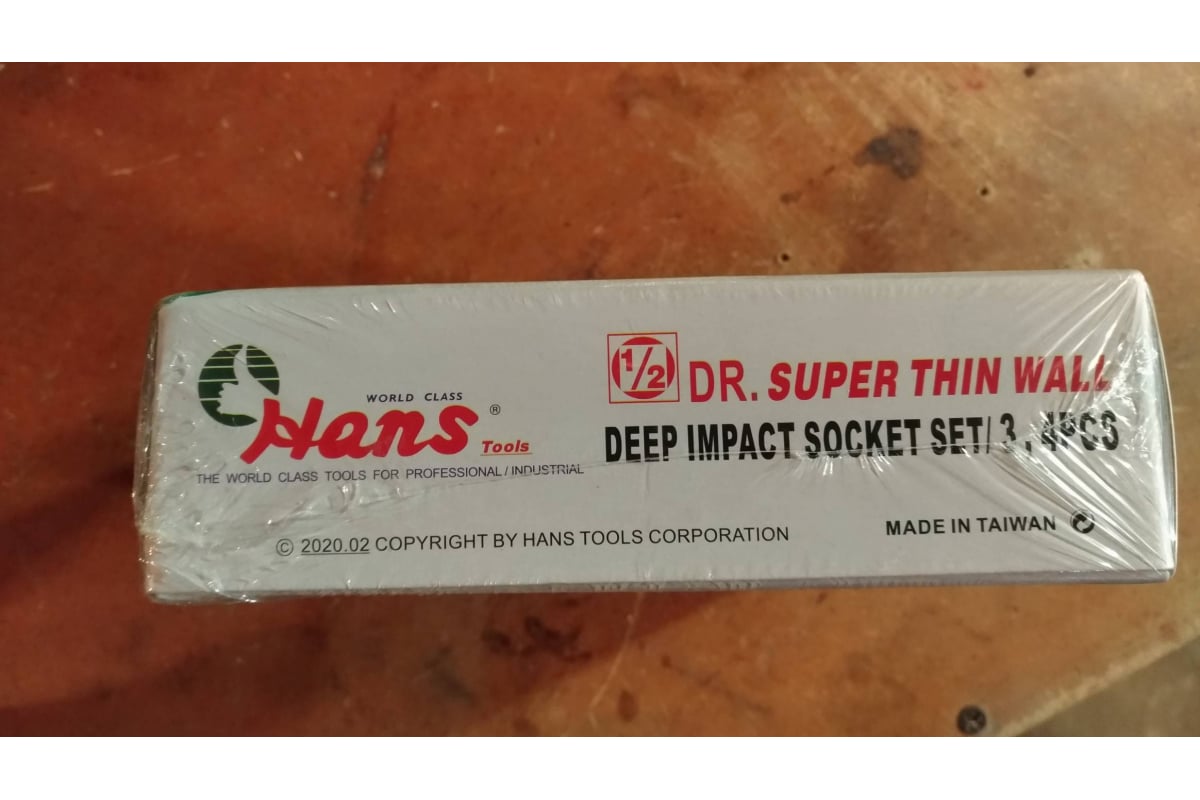 WORLD CLASS
Hans ®
Tools
THE WORLD CLASS TOOLS FOR PROFESSIONAL/INDUSTRIAL
1/2 DR. SUPER THIN WALL
DEEP IMPACT SOCKET SET/ 3 , 4PCS
© 2020.02 COPYRIGHT BY HANS TOOLS CORPORATION
MADE IN TAIWAN